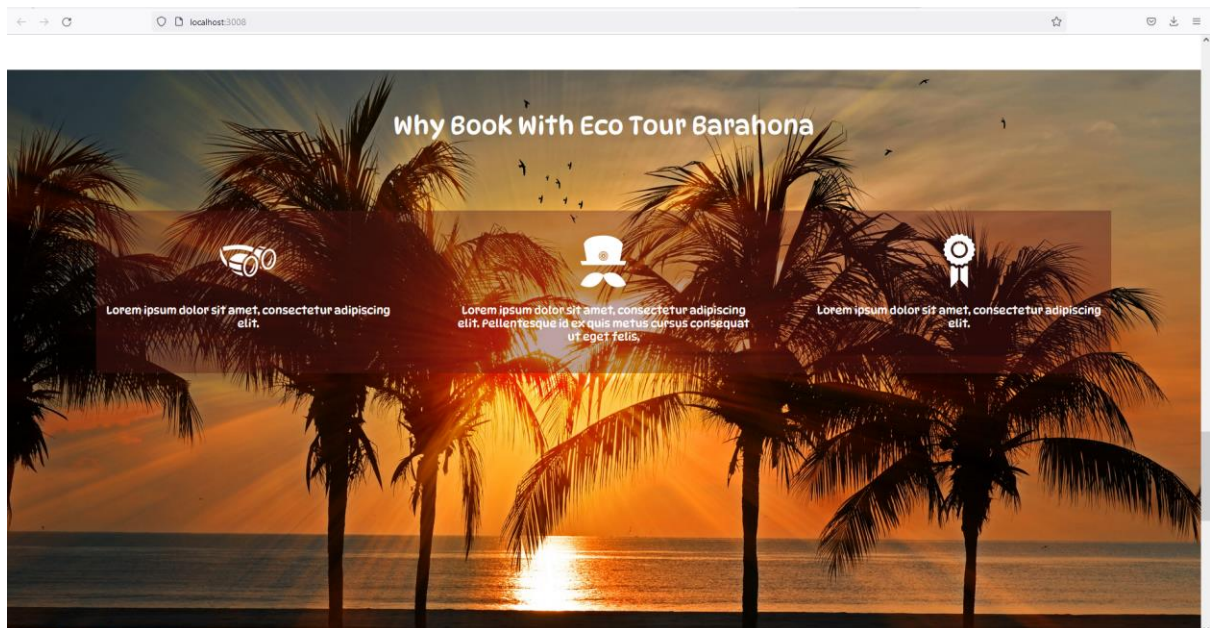 localhost:3008
Why Book With Eco Tour Barahona
Lorem ipsum dolor sit amet, consectetur adipiscing
elit.
Lorem ipsum dolor sit amet, consectetur adipiscing
elit. Pellentesque id ex quis metus cursus consequat
ut eget felis,
Lorem ipsum dolor sit amet, consectetur adipiscing
elit.